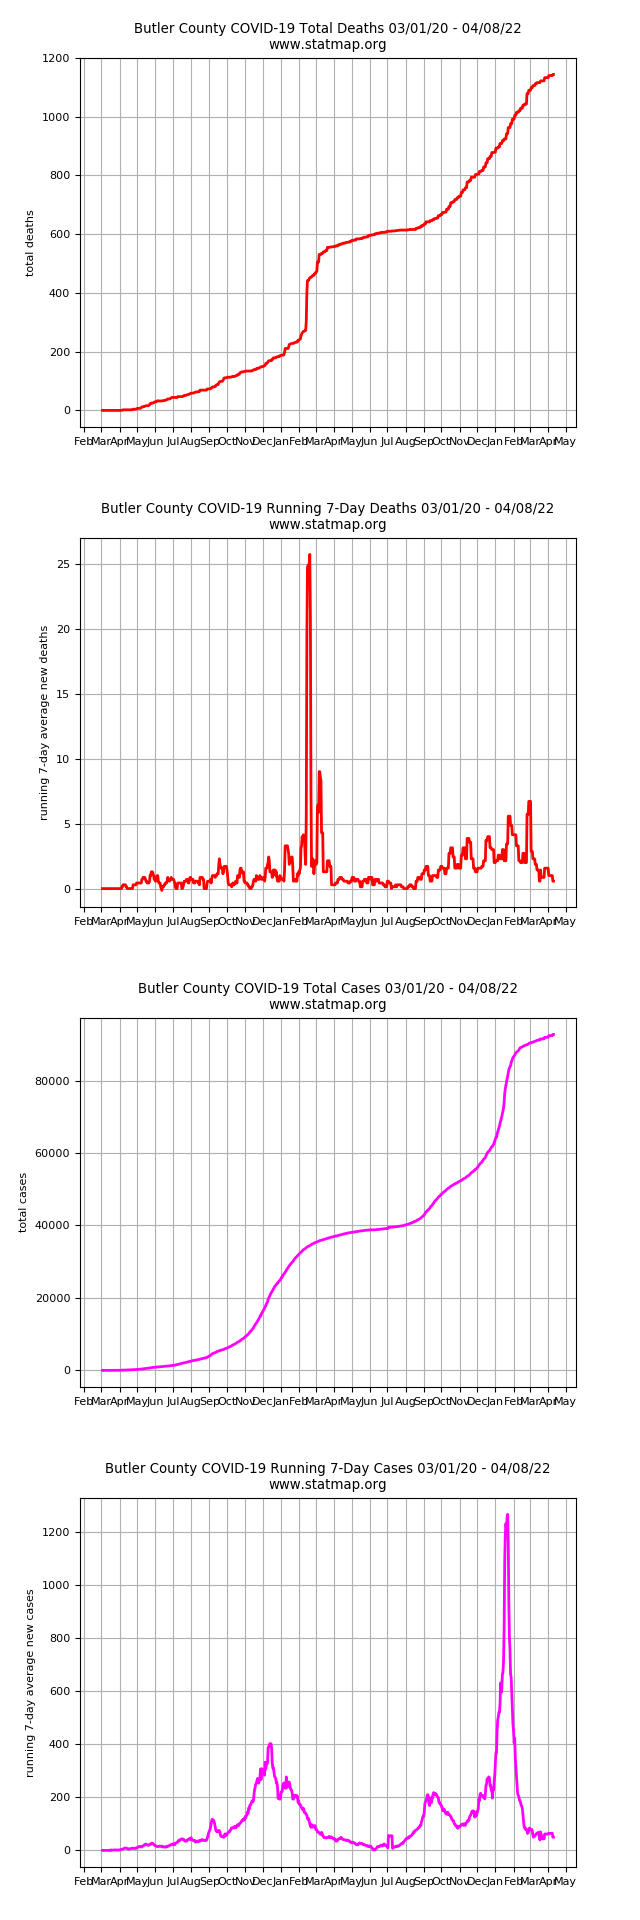 Butler County COVID-19 Total Deaths 03/01/20 - 04/08/22
www.statmap.org
1200
1000
800
600
400
200
0
total deaths
Feb Mar Apr May Jun Jul Aug Sep Oct Nov Dec Jan Feb Mar Apr May Jun Jul Aug Sep Oct Nov Dec Jan Feb Mar Apr May
Butler County COVID-19 Running 7-Day Deaths 03/01/20 - 04/08/22
www.statmap.org
25
20
15
10
5
0
running 7-day average new deaths
Feb Mar Apr May Jun Jul Aug Sep Oct Nov Dec Jan Feb Mar Apr May Jun Jul Aug Sep Oct Nov Dec Jan Feb Mar Apr May
Butler County COVID-19 Total Cases 03/01/20 - 04/08/22
www.statmap.org
80000
60000
40000
20000
0
total cases
Feb Mar Apr May Jun Jul Aug Sep Oct Nov Dec Jan Feb Mar Apr May Jun Jul Aug Sep Oct Nov Dec Jan Feb Mar Apr May
Butler County COVID-19 Running 7-Day Cases 03/01/20 - 04/08/22
www.statmap.org
1200
1000
800
600
400
200
0
running 7-day average new cases
Feb Mar Apr May Jun Jul Aug Sep Oct Nov Dec Jan Feb Mar Apr May Jun Jul Aug Sep Oct Nov Dec Jan Feb Mar Apr May